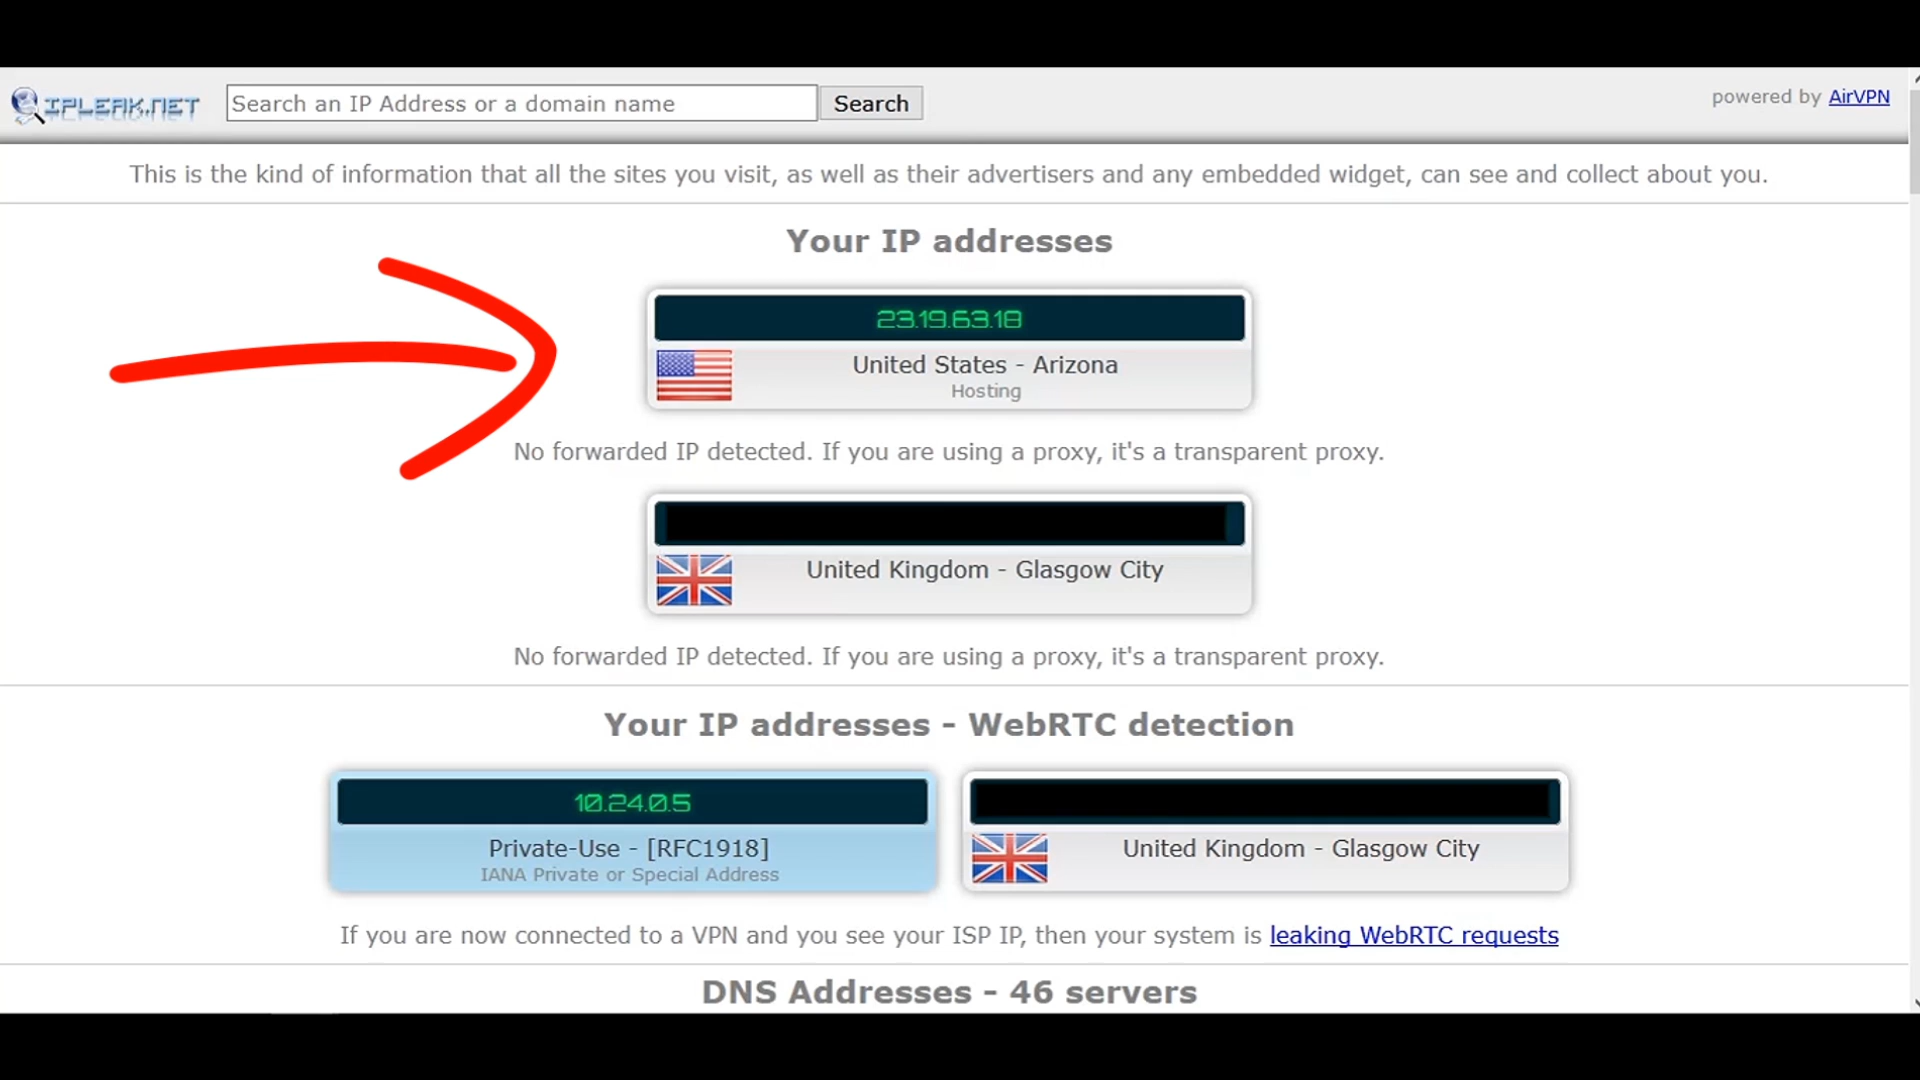 IPLEAK.NET
Search an IP Address or a domain name
Search
powered by AirVPN
This is the kind of information that all the sites you visit, as well as their advertisers and any embedded widget, can see and collect about you.
Your IP addresses
23.19.63.18
United States - Arizona
Hosting
No forwarded IP detected. If you are using a proxy, it's a transparent proxy.
United Kingdom - Glasgow City
No forwarded IP detected. If you are using a proxy, it's a transparent proxy.
Your IP addresses - WebRTC detection
10.24.0.5
Private-Use - [RFC1918]
IANA Private or Special Address
United Kingdom - Glasgow City
If you are now connected to a VPN and you see your ISP IP, then your system is leaking WebRTC requests
DNS Addresses - 46 servers